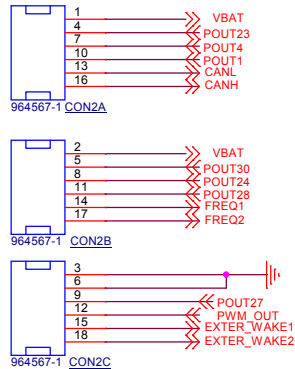 1 VBAT
4 POUT23
7 POUT4
10 POUT1
13 CANL
16 CANH
964567-1 CON2A
2 VBAT
5 POUT30
8 POUT24
11 POUT28
14 FREQ1
17 FREQ2
964567-1 CON2B
3
6
9 POUT27
12 PWM_OUT
15 EXTER_WAKE1
18 EXTER_WAKE2
964567-1 CON2C